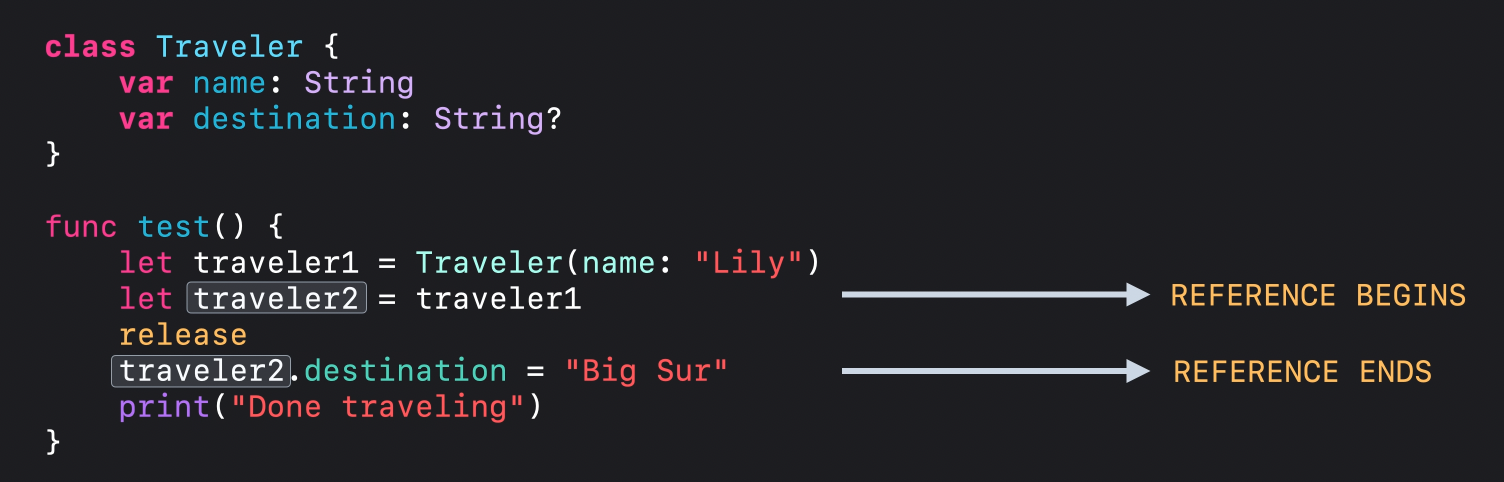 class Traveler {
    var name: String
    var destination: String?
}

func test() {
    let traveler1 = Traveler(name: "Lily")
    let traveler2 = traveler1 REFERENCE BEGINS
    release
    traveler2.destination = "Big Sur" REFERENCE ENDS
    print("Done traveling")
}